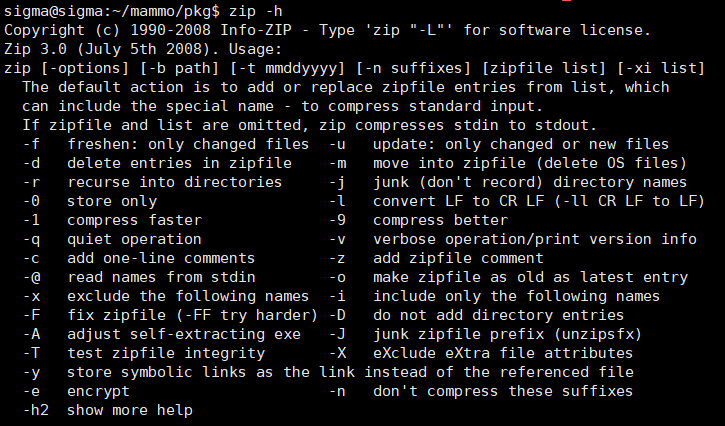 sigma@sigma:~/mammo/pkg$ zip -h
Copyright (c) 1990-2008 Info-ZIP - Type 'zip "-L"' for software license.
Zip 3.0 (July 5th 2008). Usage:
zip [-options] [-b path] [-t mmddyyyy] [-n suffixes] [zipfile list] [-xi list]
  The default action is to add or replace zipfile entries from list, which
  can include the special name - to compress standard input.
  If zipfile and list are omitted, zip compresses stdin to stdout.
  -f   freshen: only changed files  -u   update: only changed or new files
  -d   delete entries in zipfile    -m   move into zipfile (delete OS files)
  -r   recurse into directories     -j   junk (don't record) directory names
  -0   store only                   -l   convert LF to CR LF (-ll CR LF to LF)
  -1   compress faster              -9   compress better
  -q   quiet operation              -v   verbose operation/print version info
  -c   add one-line comments        -z   add zipfile comment
  -@   read names from stdin        -o   make zipfile as old as latest entry
  -x   exclude the following names  -i   include only the following names
  -F   fix zipfile (-FF try harder) -D   do not add directory entries
  -A   adjust self-extracting exe   -J   junk zipfile prefix (unzipsfx)
  -T   test zipfile integrity       -X   eXclude eXtra file attributes
  -y   store symbolic links as the link instead of the referenced file
  -e   encrypt                      -n   don't compress these suffixes
  -h2  show more help